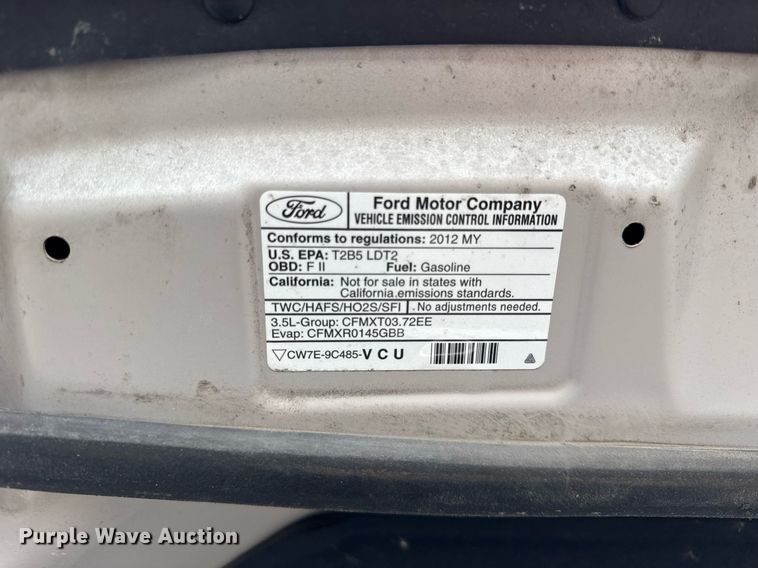 Ford
Ford Motor Company
VEHICLE EMISSION CONTROL INFORMATION
Conforms to regulations: 2012 MY
U.S. EPA: T2B5 LDT2
OBD: F II Fuel: Gasoline
California: Not for sale in states with
California emissions standards.
TWC/HAFS/HO2S/SFI No adjustments needed.
3.5L-Group: CFMXT03.72EE
Evap: CFMXR0145GBB
CW7E-9C485-V C U
Purple Wave Auction